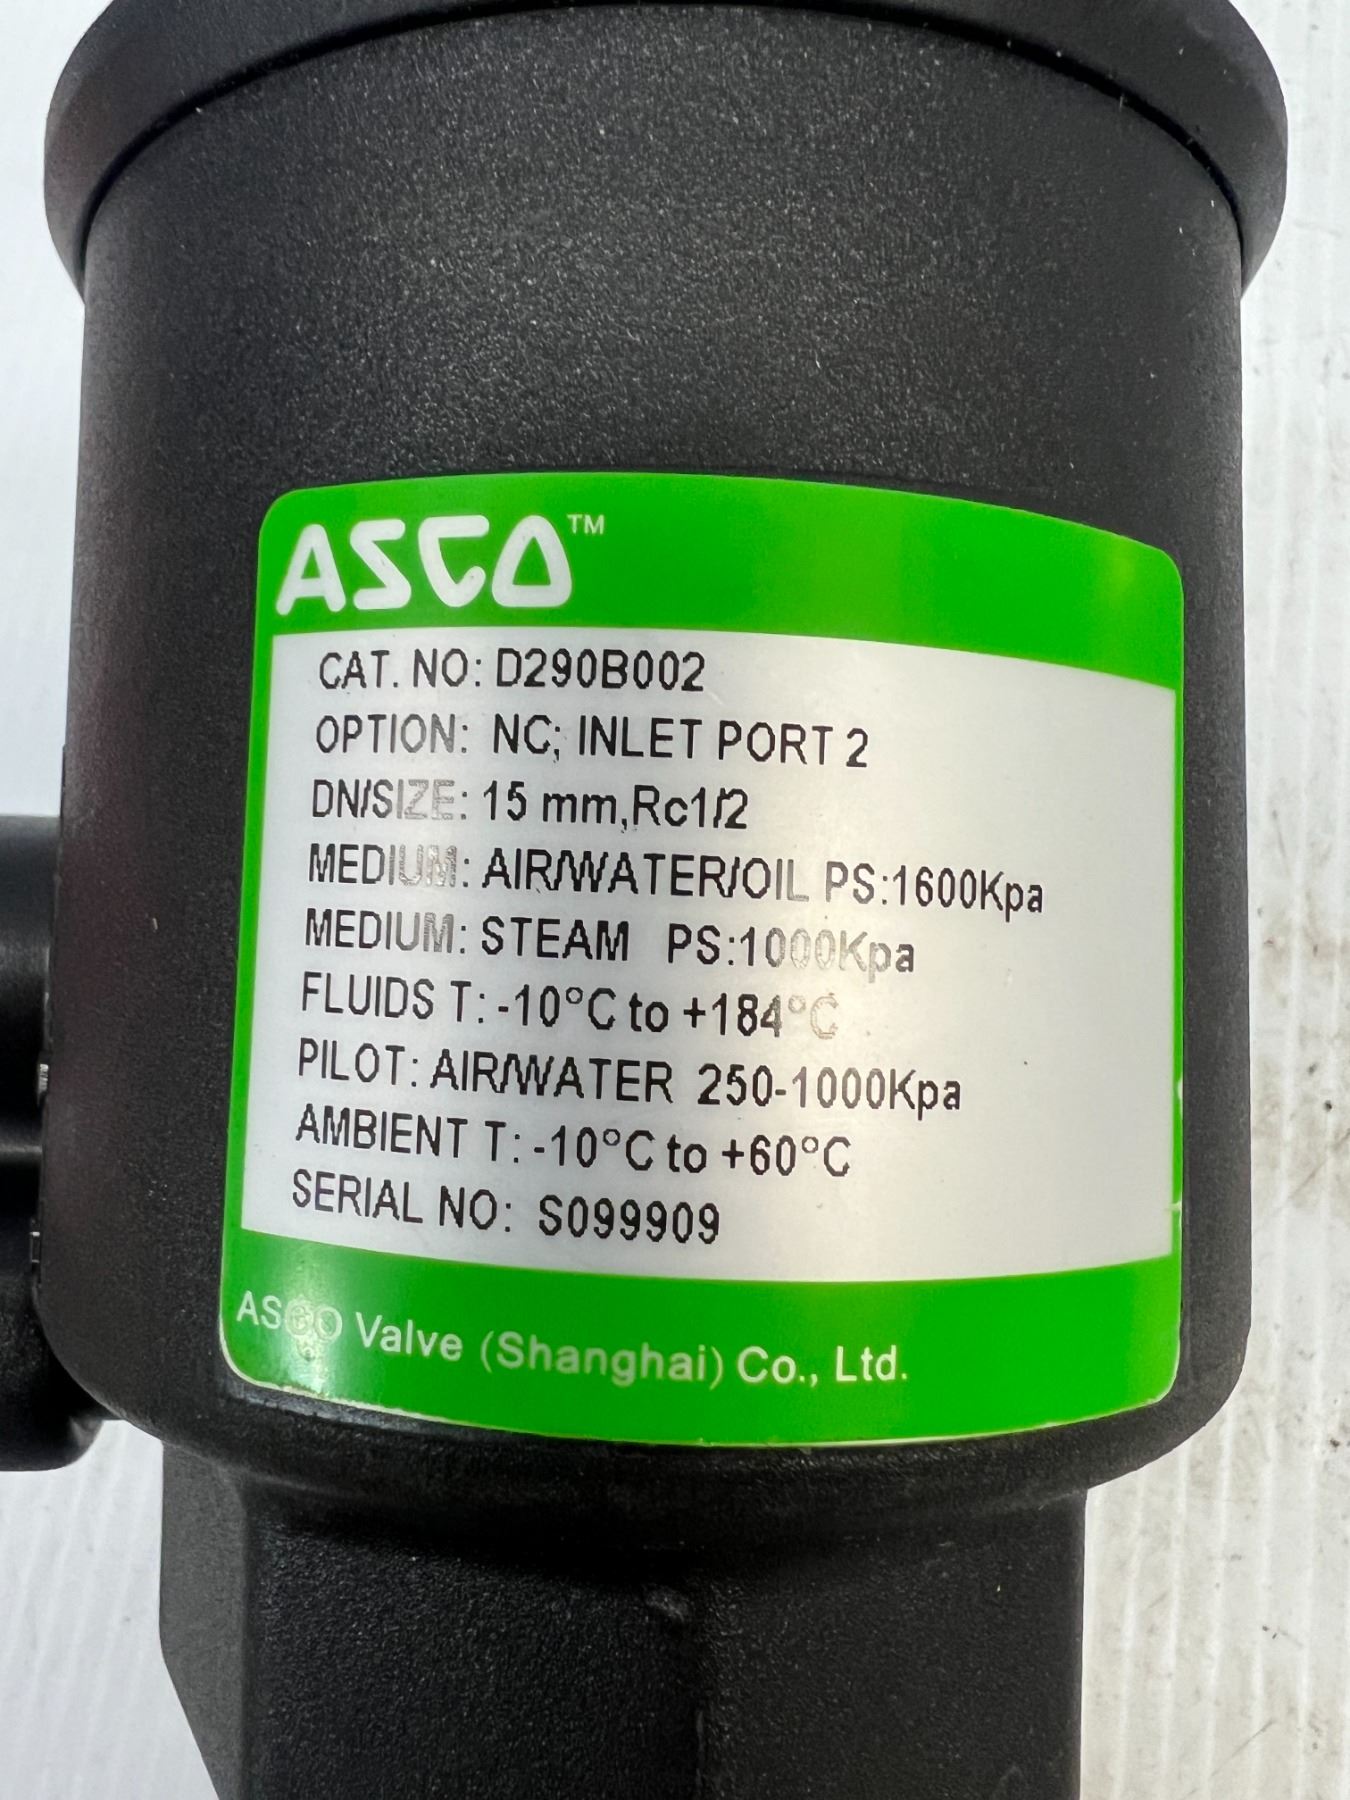 ASCO™
CAT. NO: D290B002
OPTION: NC; INLET PORT 2
DN/SIZE: 15 mm,Rc1/2
MEDIUM: AIR/WATER/OIL PS:1600Kpa
MEDIUM: STEAM PS:1000Kpa
FLUIDS T: -10°C to +184°C
PILOT: AIR/WATER 250-1000Kpa
AMBIENT T: -10°C to +60°C
SERIAL NO: S099909
ASCO Valve (Shanghai) Co., Ltd.